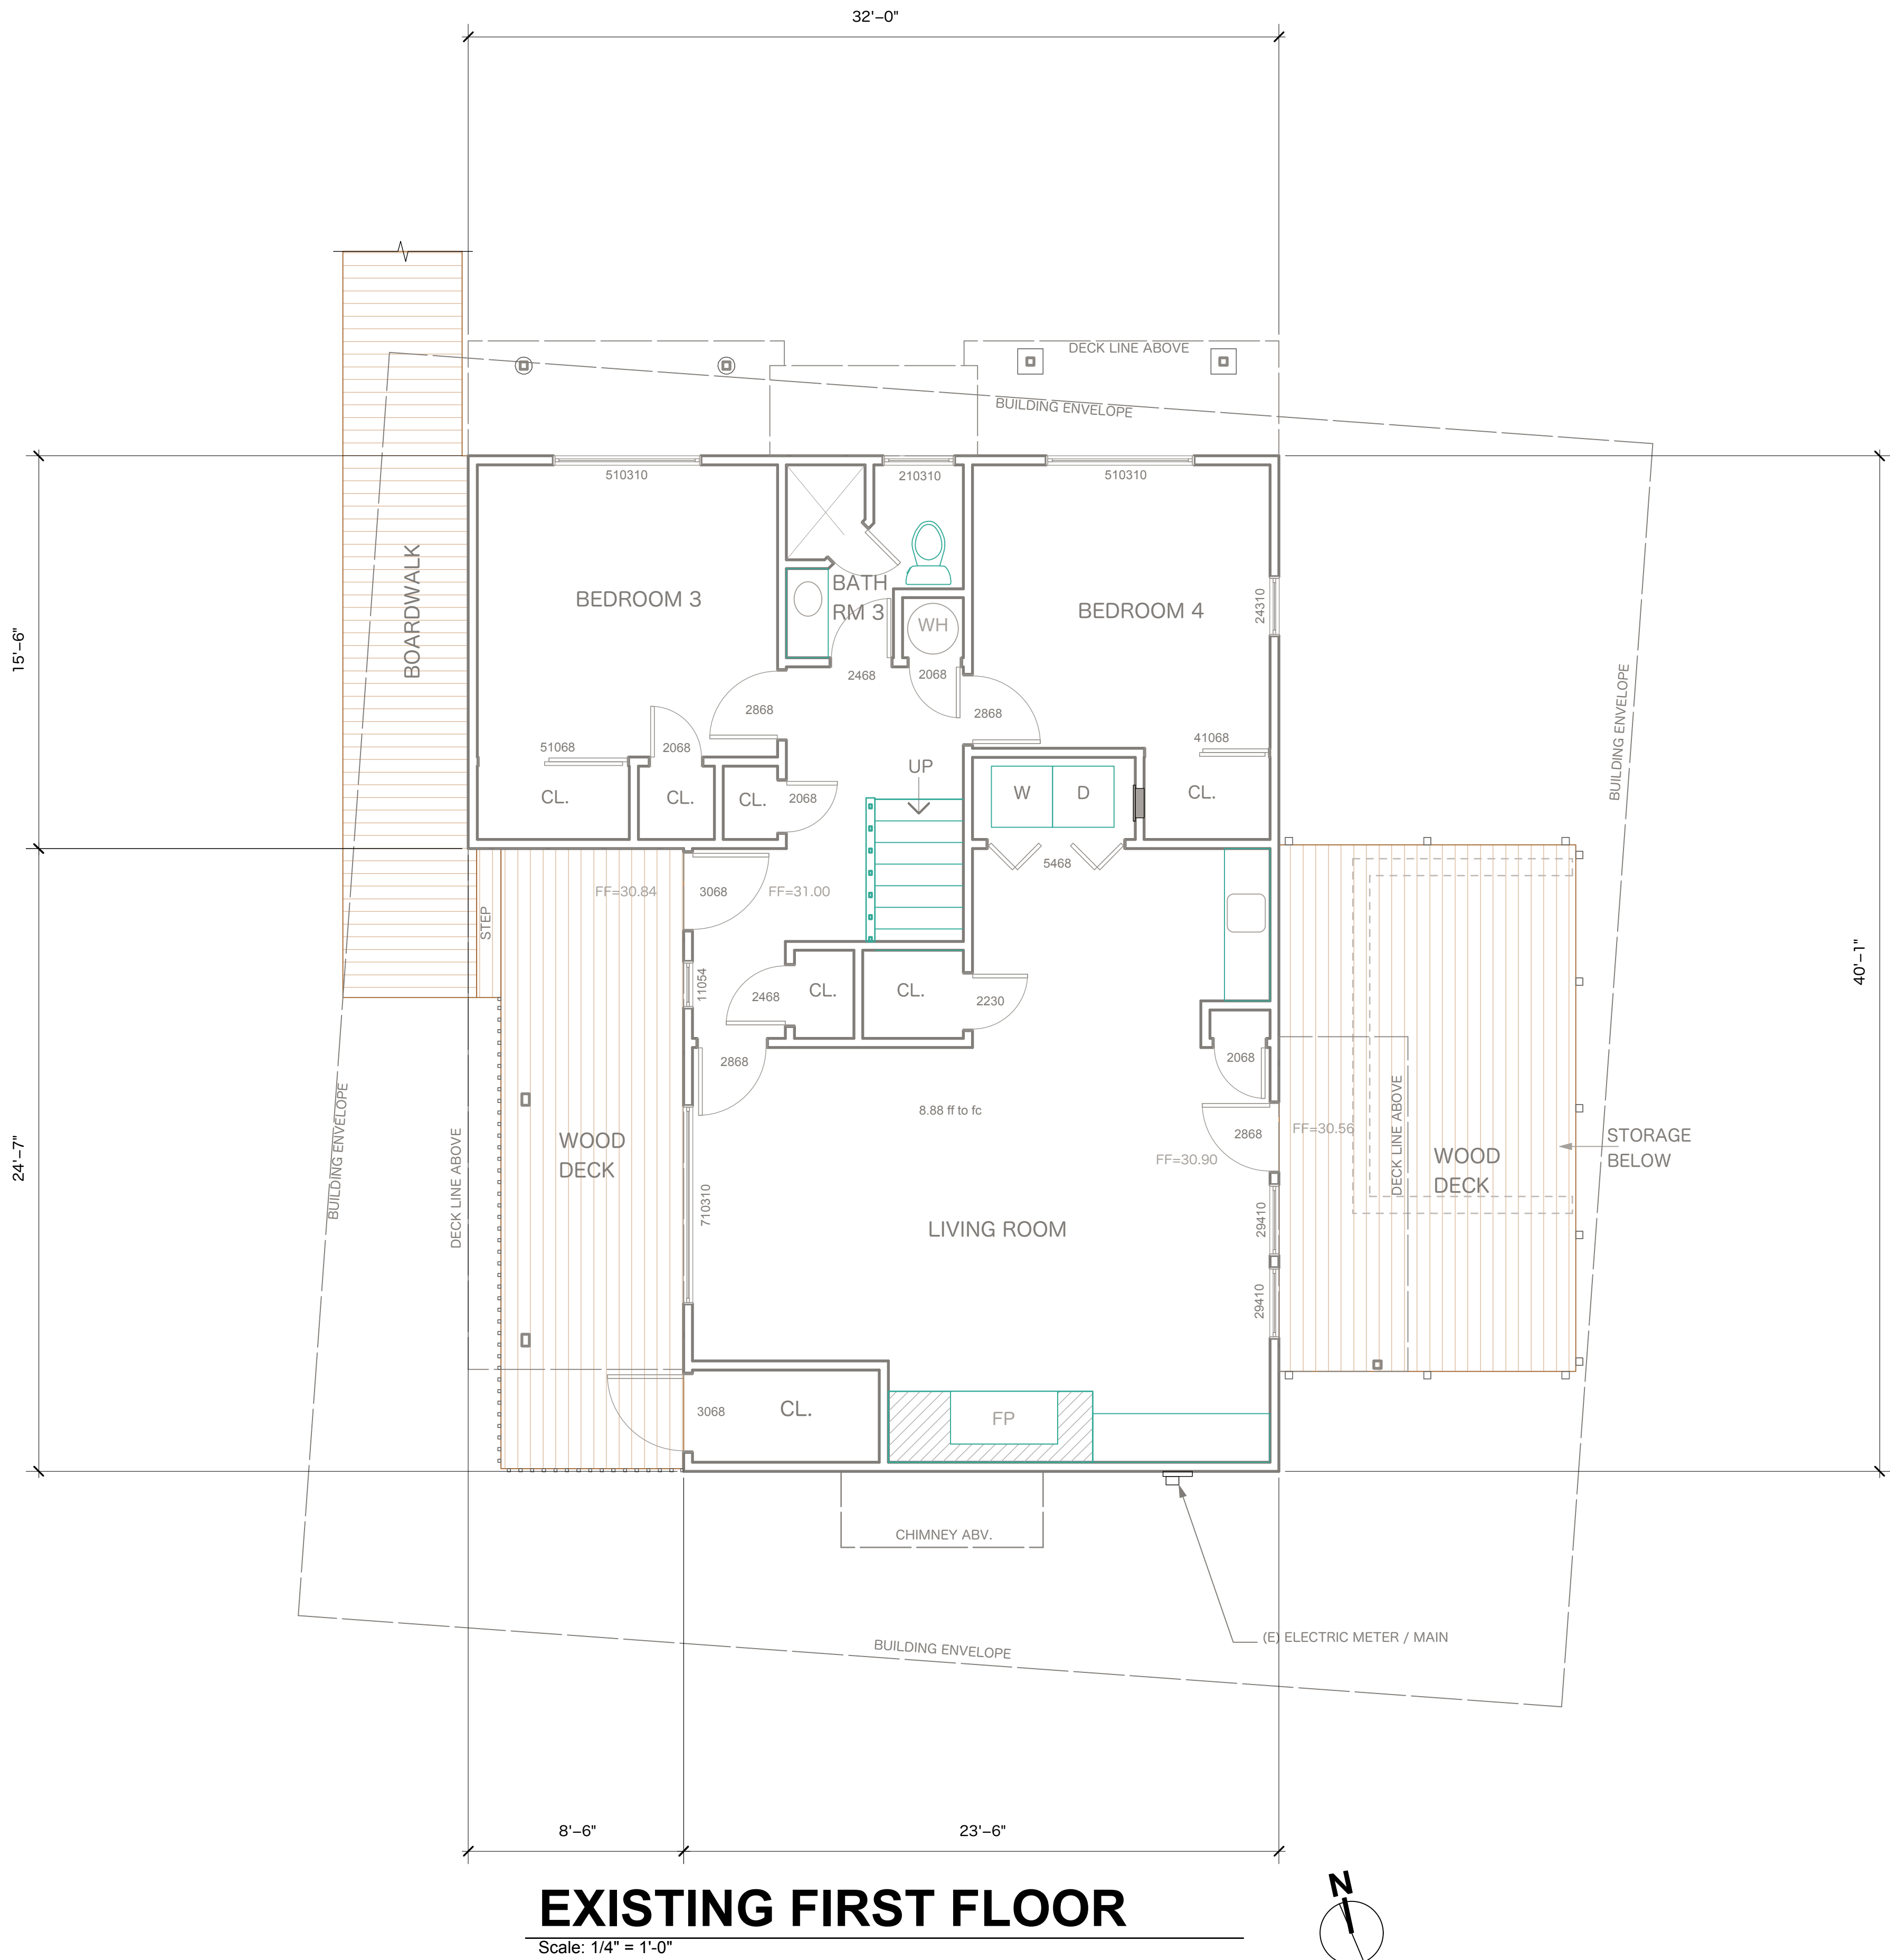 32'–0"
DECK LINE ABOVE
BUILDING ENVELOPE
510310
210310
510310
BOARDWALK
BEDROOM 3
BATH
RM 3
WH
BEDROOM 4
24310
15'–6"
2468
2068
2868
2868
BUILDING ENVELOPE
51068
2068
41068
UP
CL.
CL.
CL.
2068
W
D
CL.
5468
FF=30.84
3068
FF=31.00
STEP
40'–1"
11054
2468
CL.
CL.
2230
2868
2068
8.88 ff to fc
BUILDING ENVELOPE
DECK LINE ABOVE
WOOD
DECK
24'–7"
710310
2868
FF=30.56
FF=30.90
DECK LINE ABOVE
WOOD
DECK
STORAGE
BELOW
LIVING ROOM
29410
29410
3068
CL.
FP
CHIMNEY ABV.
(E) ELECTRIC METER / MAIN
BUILDING ENVELOPE
8'–6"
23'–6"
EXISTING FIRST FLOOR
Scale: 1/4" = 1'-0"
N